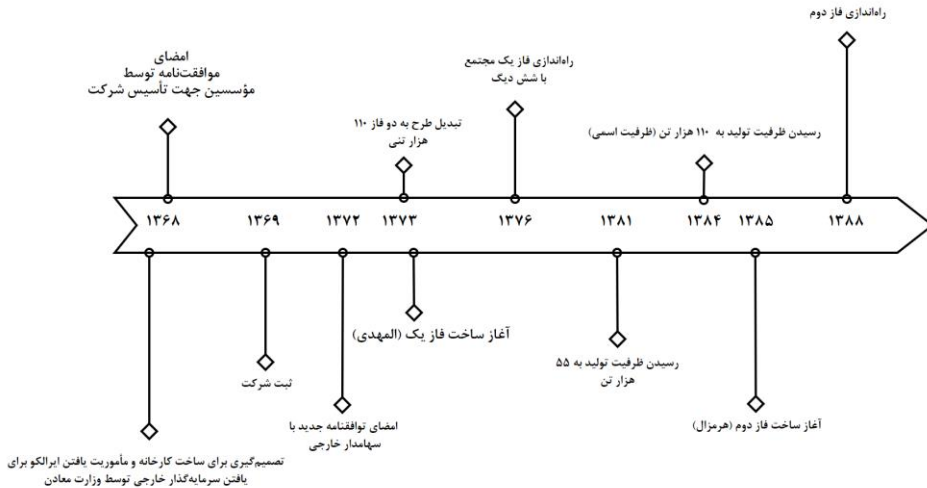 راه‌اندازی فاز دوم
امضای
موافقت‌نامه توسط
مؤسسین جهت تأسیس شرکت
راه‌اندازی فاز یک مجتمع
با شش دیگ
تبدیل طرح به دو فاز ۱۱۰
هزار تنی
رسیدن ظرفیت تولید به ۱۱۰ هزار تن (ظرفیت اسمی)
۱۳۶۸ ۱۳۶۹ ۱۳۷۲ ۱۳۷۳ ۱۳۷۶ ۱۳۸۱ ۱۳۸۴ ۱۳۸۵ ۱۳۸۸
آغاز ساخت فاز یک (المهدی)
ثبت شرکت
رسیدن ظرفیت تولید به ۵۵
هزار تن
امضای توافقنامه جدید با
سهامدار خارجی
آغاز ساخت فاز دوم (هرمزال)
تصمیم‌گیری برای ساخت کارخانه و مأموریت یافتن ایرالکو برای
یافتن سرمایه‌گذار خارجی توسط وزارت معادن